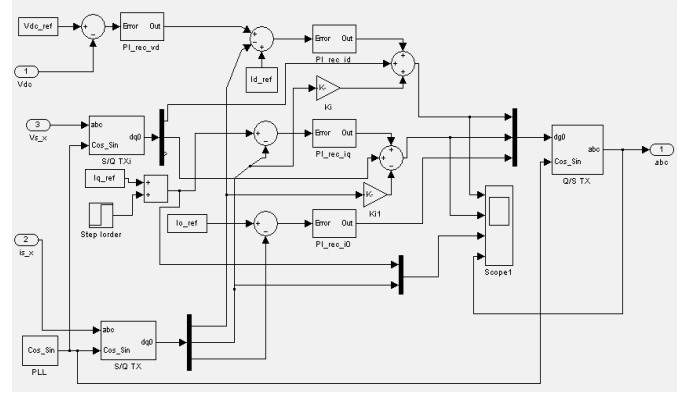 Vdc_ref
Error Out
PI_rec_vd
1
Vdc
Id_ref
Error Out
PI_rec_id
K-
Ki
3
Vs_x
abc
Cos_Sin
dq0
S/Q TXi
Error Out
PI_rec_iq
Iq_ref
Step Iorder
K-
Ki1
Io_ref
Error Out
PI_rec_i0
dg0
Cos_Sin
abc
Q/S TX
1
abc
Scope1
2
is_x
abc
Cos_Sin
dq0
S/Q TX
Cos_Sin
PLL